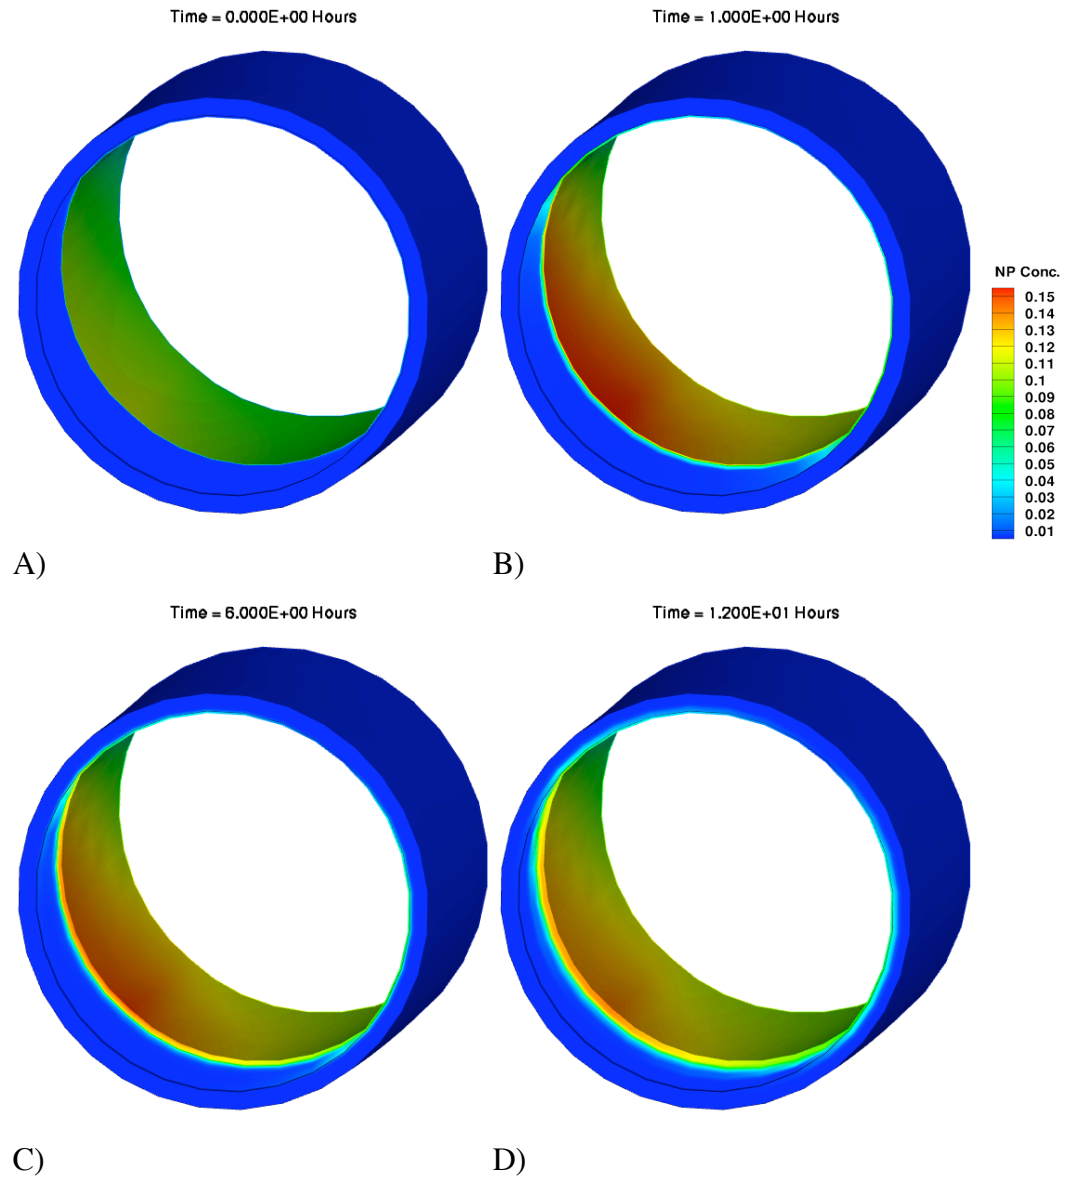 Time = 0.000E+00 Hours
Time = 1.000E+00 Hours
NP Conc.
0.15
0.14
0.13
0.12
0.11
0.1
0.09
0.08
0.07
0.06
0.05
0.04
0.03
0.02
0.01
A)
B)
Time = 6.000E+00 Hours
Time = 1.200E+01 Hours
C)
D)